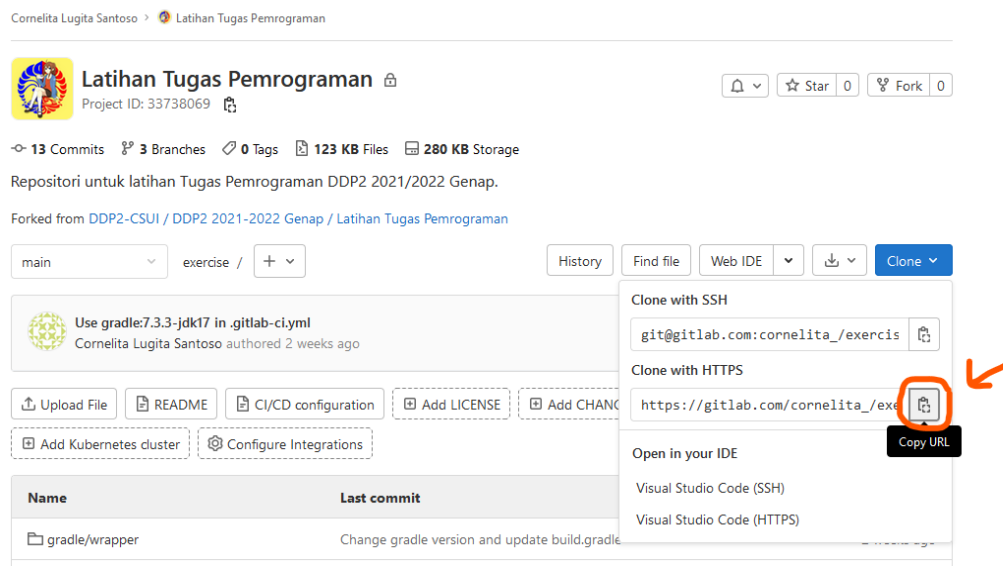 Cornelita Lugita Santoso > Latihan Tugas Pemrograman
Latihan Tugas Pemrograman
Project ID: 33738069
Star 0 Fork 0
13 Commits 3 Branches 0 Tags 123 KB Files 280 KB Storage
Repositori untuk latihan Tugas Pemrograman DDP2 2021/2022 Genap.
Forked from DDP2-CSUI / DDP2 2021-2022 Genap / Latihan Tugas Pemrograman
main exercise / + History Find file Web IDE Clone
Clone with SSH
git@gitlab.com:cornelita_/exercis
Clone with HTTPS
https://gitlab.com/cornelita_/exe
Copy URL
Open in your IDE
Visual Studio Code (SSH)
Visual Studio Code (HTTPS)
Use gradle:7.3.3-jdk17 in .gitlab-ci.yml
Cornelita Lugita Santoso authored 2 weeks ago
Upload File README CI/CD configuration Add LICENSE Add CHANG
Add Kubernetes cluster Configure Integrations
Name Last commit
gradle/wrapper Change gradle version and update build.gradle